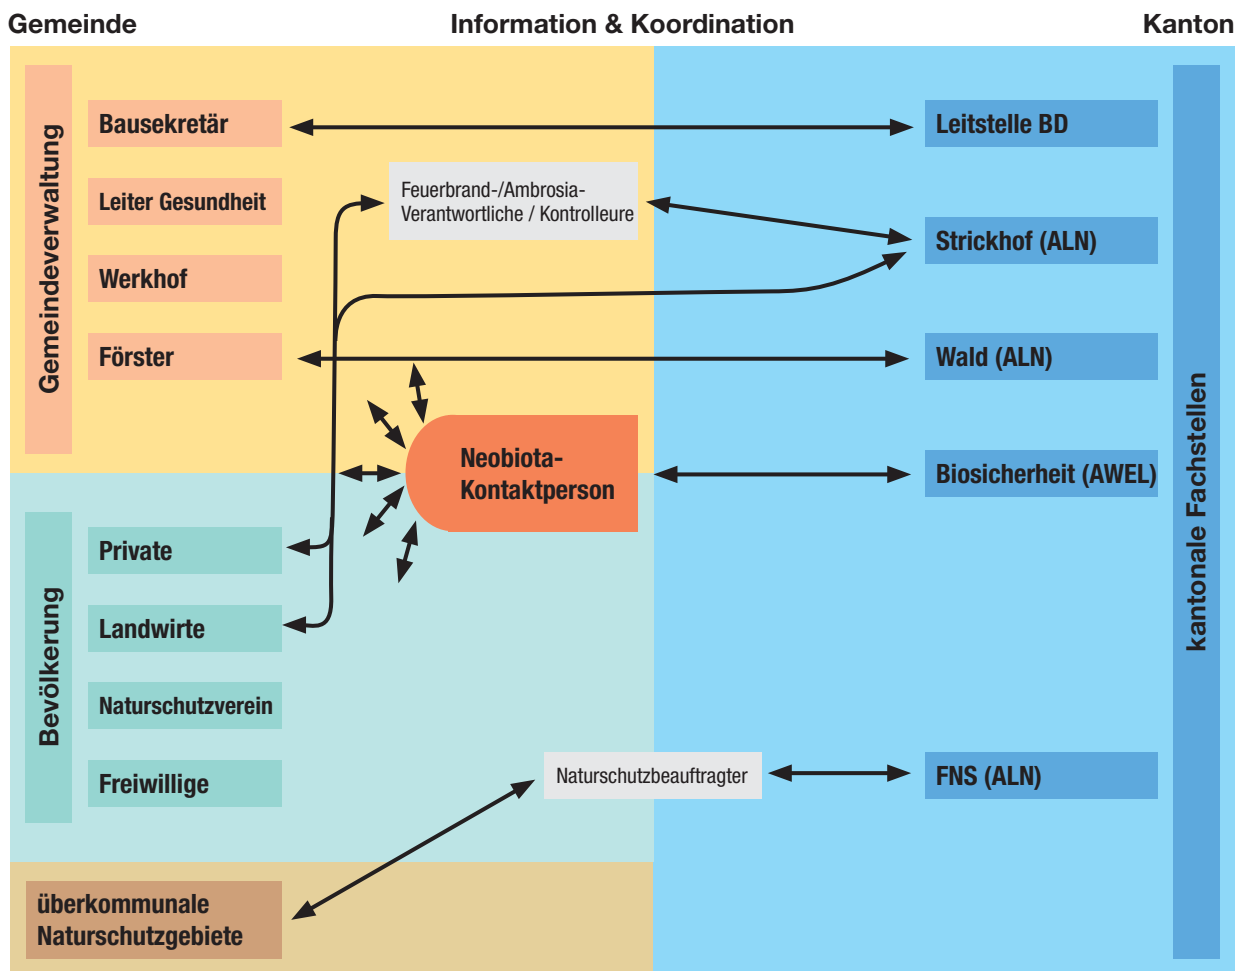 Gemeinde
Information & Koordination
Kanton
Gemeindeverwaltung
Bausekretär
Leiter Gesundheit
Werkhof
Förster
Feuerbrand-/Ambrosia-
Verantwortliche / Kontrolleure
Neobiota-
Kontaktperson
Leitstelle BD
Strickhof (ALN)
Wald (ALN)
Biosicherheit (AWEL)
FNS (ALN)
kantonale Fachstellen
Bevölkerung
Private
Landwirte
Naturschutzverein
Freiwillige
Naturschutzbeauftragter
überkommunale
Naturschutzgebiete